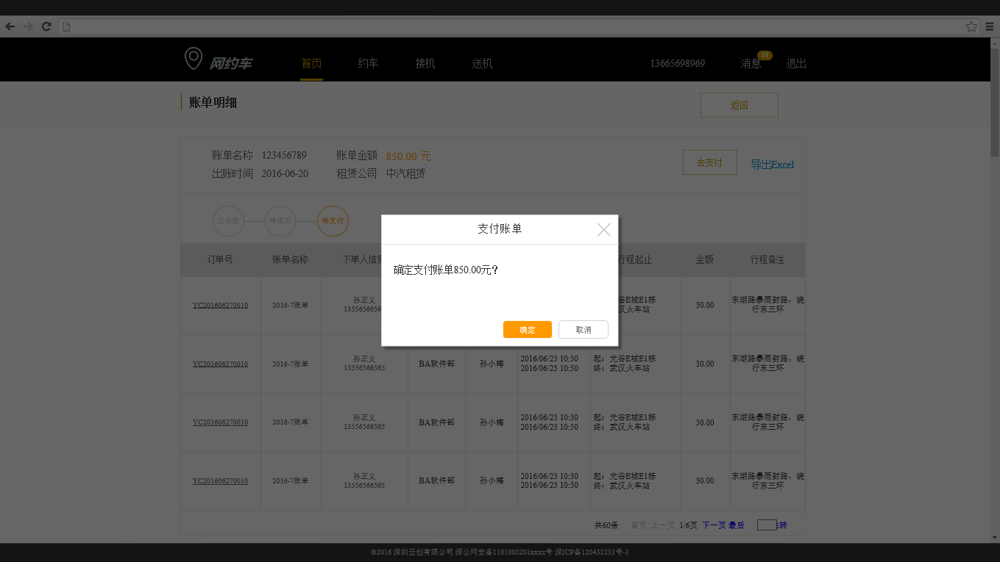 网约车 首页 约车 接机 送机 13665698969 消息 10 退出
账单明细 返回
账单名称 123456789 账单金额 850.00 元 去支付 导出Excel
出账时间 2016-06-20 租赁公司 中汽租赁
已出账 待核对 待支付
支付账单
确定支付账单850.00元?
确定 取消
订单号 账单名称 下单人信息 行程起止 金额 行程备注
YC201606270010 2016-7账单 孙正义 光谷E城E1栋 30.00 东湖路暴雨封路，绕
1355656656 汉火车站 行东三环
YC201606270010 2016-7账单 孙正义 BA软件部 孙小梅 2016/06/23 10:30 起：光谷E城E1栋 30.00 东湖路暴雨封路，绕
13556566565 2016/06/23 10:50 终：武汉火车站 行东三环
YC201606270010 2016-7账单 孙正义 BA软件部 孙小梅 2016/06/23 10:30 起：光谷E城E1栋 30.00 东湖路暴雨封路，绕
13556566565 2016/06/23 10:50 终：武汉火车站 行东三环
YC201606270010 2016-7账单 孙正义 BA软件部 孙小梅 2016/06/23 10:30 起：光谷E城E1栋 30.00 东湖路暴雨封路，绕
13556566565 2016/06/23 10:50 终：武汉火车站 行东三环
共60条 首页 上一页 1/6页 下一页 最后 转
©2016 深圳云创有限公司 深公网安备1101080201xxxx号 深ICP备120431233号-3